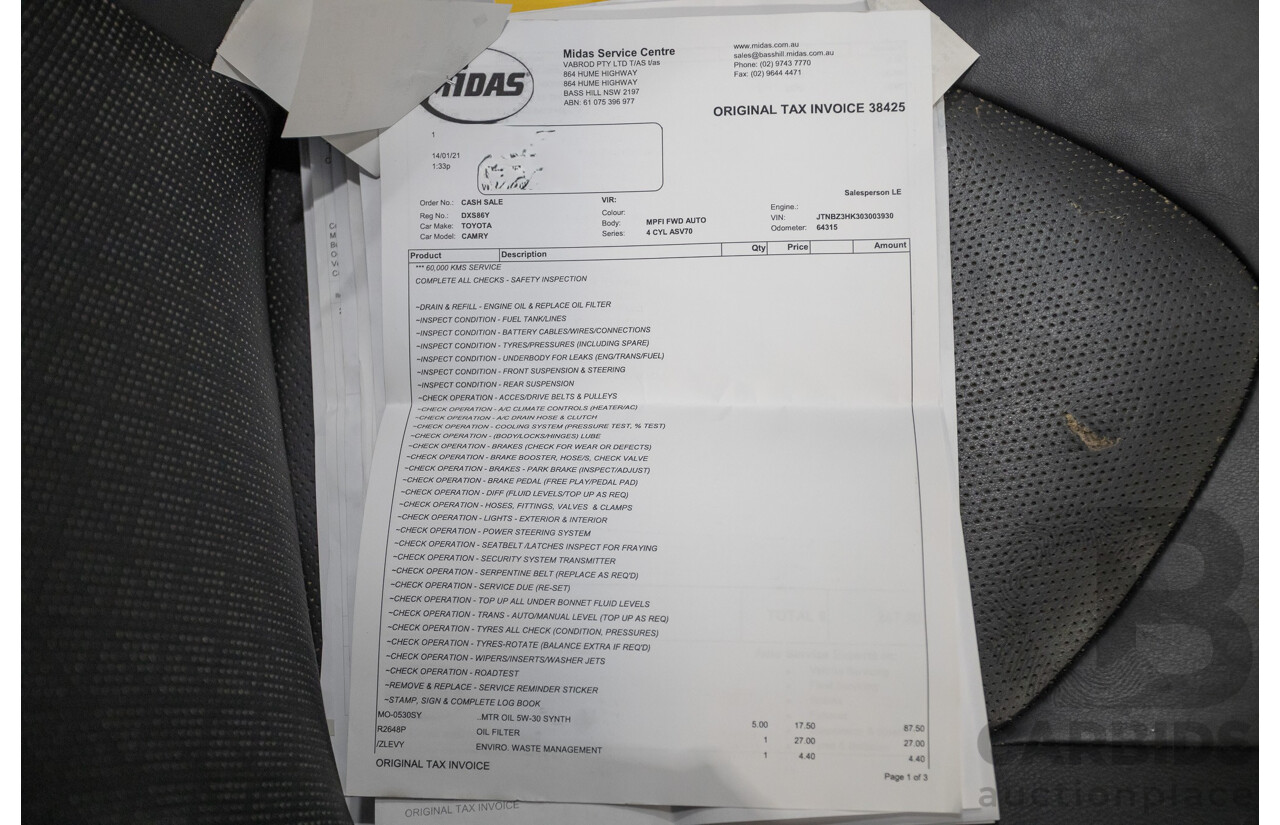 MIDAS
Midas Service Centre
VABROD PTY LTD T/AS t/as
864 HUME HIGHWAY
864 HUME HIGHWAY
BASS HILL NSW 2197
ABN: 61 075 396 977
www.midas.com.au
sales@basshill.midas.com.au
Phone: (02) 9743 7770
Fax: (02) 9644 4471
ORIGINAL TAX INVOICE 38425
1
14/01/21
1:33p
Salesperson LE
Order No.: CASH SALE VIR:
Reg No.: DXS86Y Colour: Engine.:
Car Make: TOYOTA Body: MPFI FWD AUTO VIN: JTNBZ3HK303003930
Car Model: CAMRY Series: 4 CYL ASV70 Odometer: 64315
Product Description Qty Price Amount
*** 60,000 KMS SERVICE
COMPLETE ALL CHECKS - SAFETY INSPECTION
~DRAIN & REFILL - ENGINE OIL & REPLACE OIL FILTER
~INSPECT CONDITION - FUEL TANK/LINES
~INSPECT CONDITION - BATTERY CABLES/WIRES/CONNECTIONS
~INSPECT CONDITION - TYRES/PRESSURES (INCLUDING SPARE)
~INSPECT CONDITION - UNDERBODY FOR LEAKS (ENG/TRANS/FUEL)
~INSPECT CONDITION - FRONT SUSPENSION & STEERING
~INSPECT CONDITION - REAR SUSPENSION
~CHECK OPERATION - ACCES/DRIVE BELTS & PULLEYS
~CHECK OPERATION - A/C CLIMATE CONTROLS (HEATER/AC)
~CHECK OPERATION - A/C DRAIN HOSE & CLUTCH
~CHECK OPERATION - COOLING SYSTEM (PRESSURE TEST, % TEST)
~CHECK OPERATION - (BODY/LOCKS/HINGES) LUBE
~CHECK OPERATION - BRAKES (CHECK FOR WEAR OR DEFECTS)
~CHECK OPERATION - BRAKE BOOSTER, HOSE/S, CHECK VALVE
~CHECK OPERATION - BRAKES - PARK BRAKE (INSPECT/ADJUST)
~CHECK OPERATION - BRAKE PEDAL (FREE PLAY/PEDAL PAD)
~CHECK OPERATION - DIFF (FLUID LEVELS/TOP UP AS REQ)
~CHECK OPERATION - HOSES, FITTINGS, VALVES & CLAMPS
~CHECK OPERATION - LIGHTS - EXTERIOR & INTERIOR
~CHECK OPERATION - POWER STEERING SYSTEM
~CHECK OPERATION - SEATBELT /LATCHES INSPECT FOR FRAYING
~CHECK OPERATION - SECURITY SYSTEM TRANSMITTER
~CHECK OPERATION - SERPENTINE BELT (REPLACE AS REQ'D)
~CHECK OPERATION - SERVICE DUE (RE-SET)
~CHECK OPERATION - TOP UP ALL UNDER BONNET FLUID LEVELS
~CHECK OPERATION - TRANS - AUTO/MANUAL LEVEL (TOP UP AS REQ)
~CHECK OPERATION - TYRES ALL CHECK (CONDITION, PRESSURES)
~CHECK OPERATION - TYRES-ROTATE (BALANCE EXTRA IF REQ'D)
~CHECK OPERATION - WIPERS/INSERTS/WASHER JETS
~CHECK OPERATION - ROADTEST
~REMOVE & REPLACE - SERVICE REMINDER STICKER
~STAMP, SIGN & COMPLETE LOG BOOK
MO-0530SY ..MTR OIL 5W-30 SYNTH 5.00 17.50 87.50
R2648P OIL FILTER 1 27.00 27.00
/ZLEVY ENVIRO. WASTE MANAGEMENT 1 4.40 4.40
ORIGINAL TAX INVOICE
Page 1 of 3
ORIGINAL TAX INVOICE
CARBIDS
auctionplace